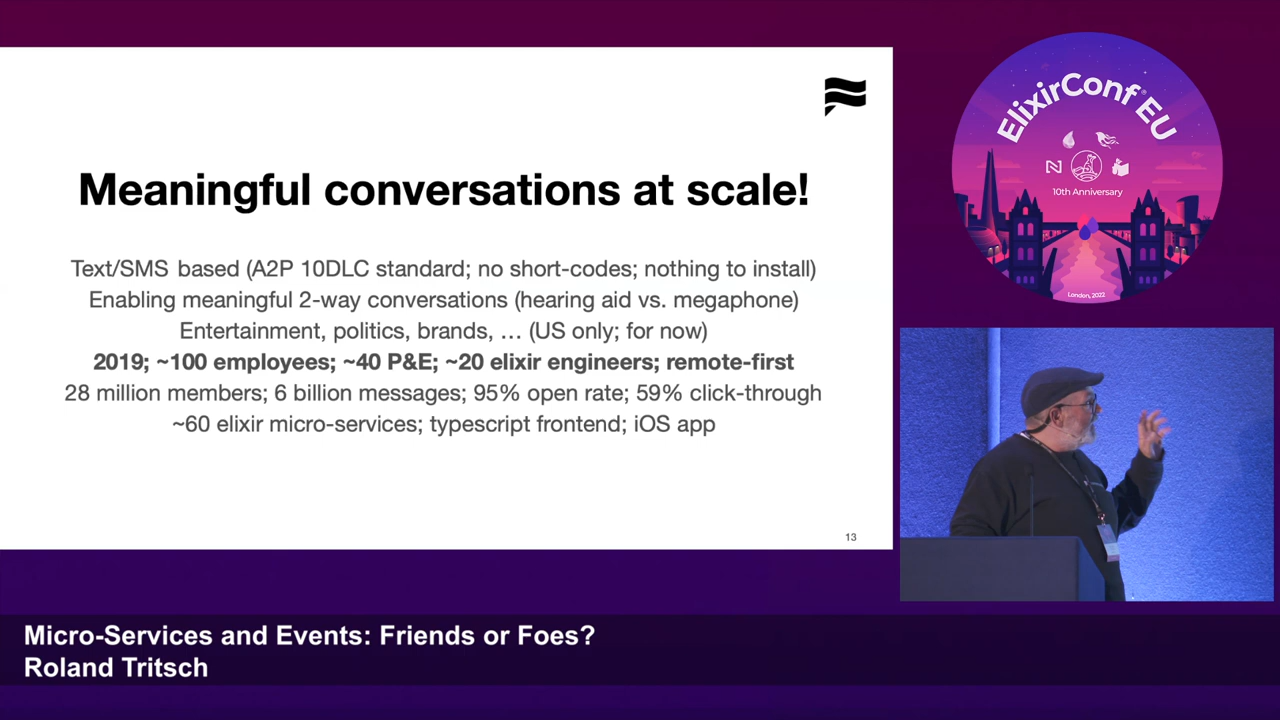 Meaningful conversations at scale!
Text/SMS based (A2P 10DLC standard; no short-codes; nothing to install)
Enabling meaningful 2-way conversations (hearing aid vs. megaphone)
Entertainment, politics, brands, … (US only; for now)
2019; ~100 employees; ~40 P&E; ~20 elixir engineers; remote-first
28 million members; 6 billion messages; 95% open rate; 59% click-through
~60 elixir micro-services; typescript frontend; iOS app
13
ElixirConf® EU
10th Anniversary
London, 2022
Micro-Services and Events: Friends or Foes?
Roland Tritsch